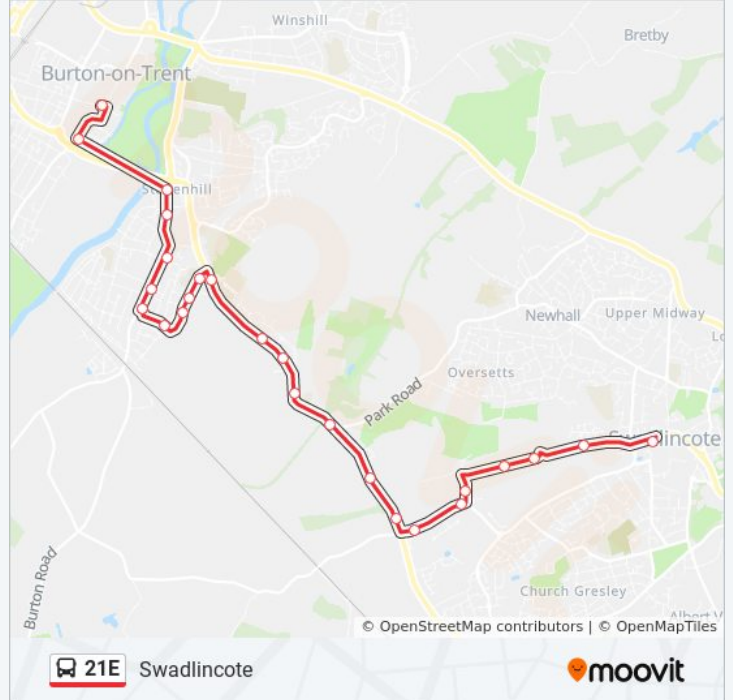 Winshill
Bretby
Burton-on-Trent
Newhall
Upper Midway
Oversetts
Park Road
Swadlincote
Burton Road
Church Gresley
© OpenStreetMap contributors | © OpenMapTiles
21E Swadlincote
moovit